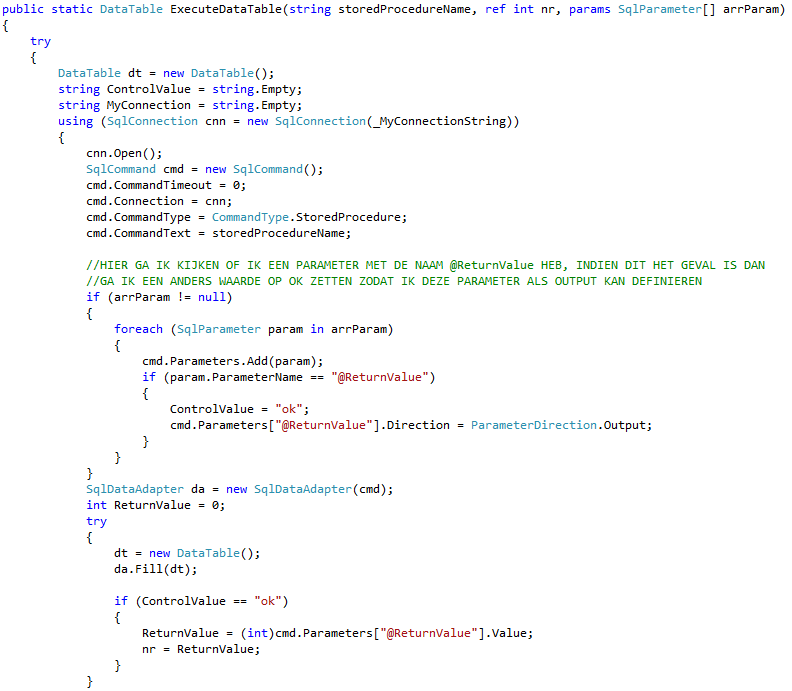 public static DataTable ExecuteDataTable(string storedProcedureName, ref int nr, params SqlParameter[] arrParam)
{
try
{
DataTable dt = new DataTable();
string ControlValue = string.Empty;
string MyConnection = string.Empty;
using (SqlConnection cnn = new SqlConnection(_MyConnectionString))
{
cnn.Open();
SqlCommand cmd = new SqlCommand();
cmd.CommandTimeout = 0;
cmd.Connection = cnn;
cmd.CommandType = CommandType.StoredProcedure;
cmd.CommandText = storedProcedureName;
//HIER GA IK KIJKEN OF IK EEN PARAMETER MET DE NAAM @ReturnValue HEB, INDIEN DIT HET GEVAL IS DAN
//GA IK EEN ANDERS WAARDE OP OK ZETTEN ZODAT IK DEZE PARAMETER ALS OUTPUT KAN DEFINIEREN
if (arrParam != null)
{
foreach (SqlParameter param in arrParam)
{
cmd.Parameters.Add(param);
if (param.ParameterName == "@ReturnValue")
{
ControlValue = "ok";
cmd.Parameters["@ReturnValue"].Direction = ParameterDirection.Output;
}
}
}
SqlDataAdapter da = new SqlDataAdapter(cmd);
int ReturnValue = 0;
try
{
dt = new DataTable();
da.Fill(dt);
if (ControlValue == "ok")
{
ReturnValue = (int)cmd.Parameters["@ReturnValue"].Value;
nr = ReturnValue;
}
}